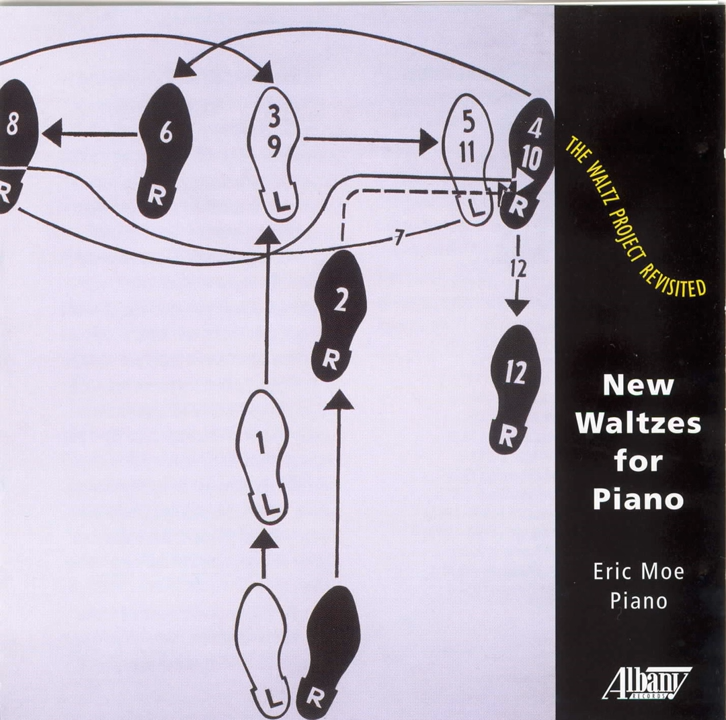 8
6
3
9
5
11
4
10
R
R
L
L
R
7
12
2
R
12
R
1
L
L
R
THE WALTZ PROJECT REVISITED
New
Waltzes
for
Piano
Eric Moe
Piano
Albany
RECORDS